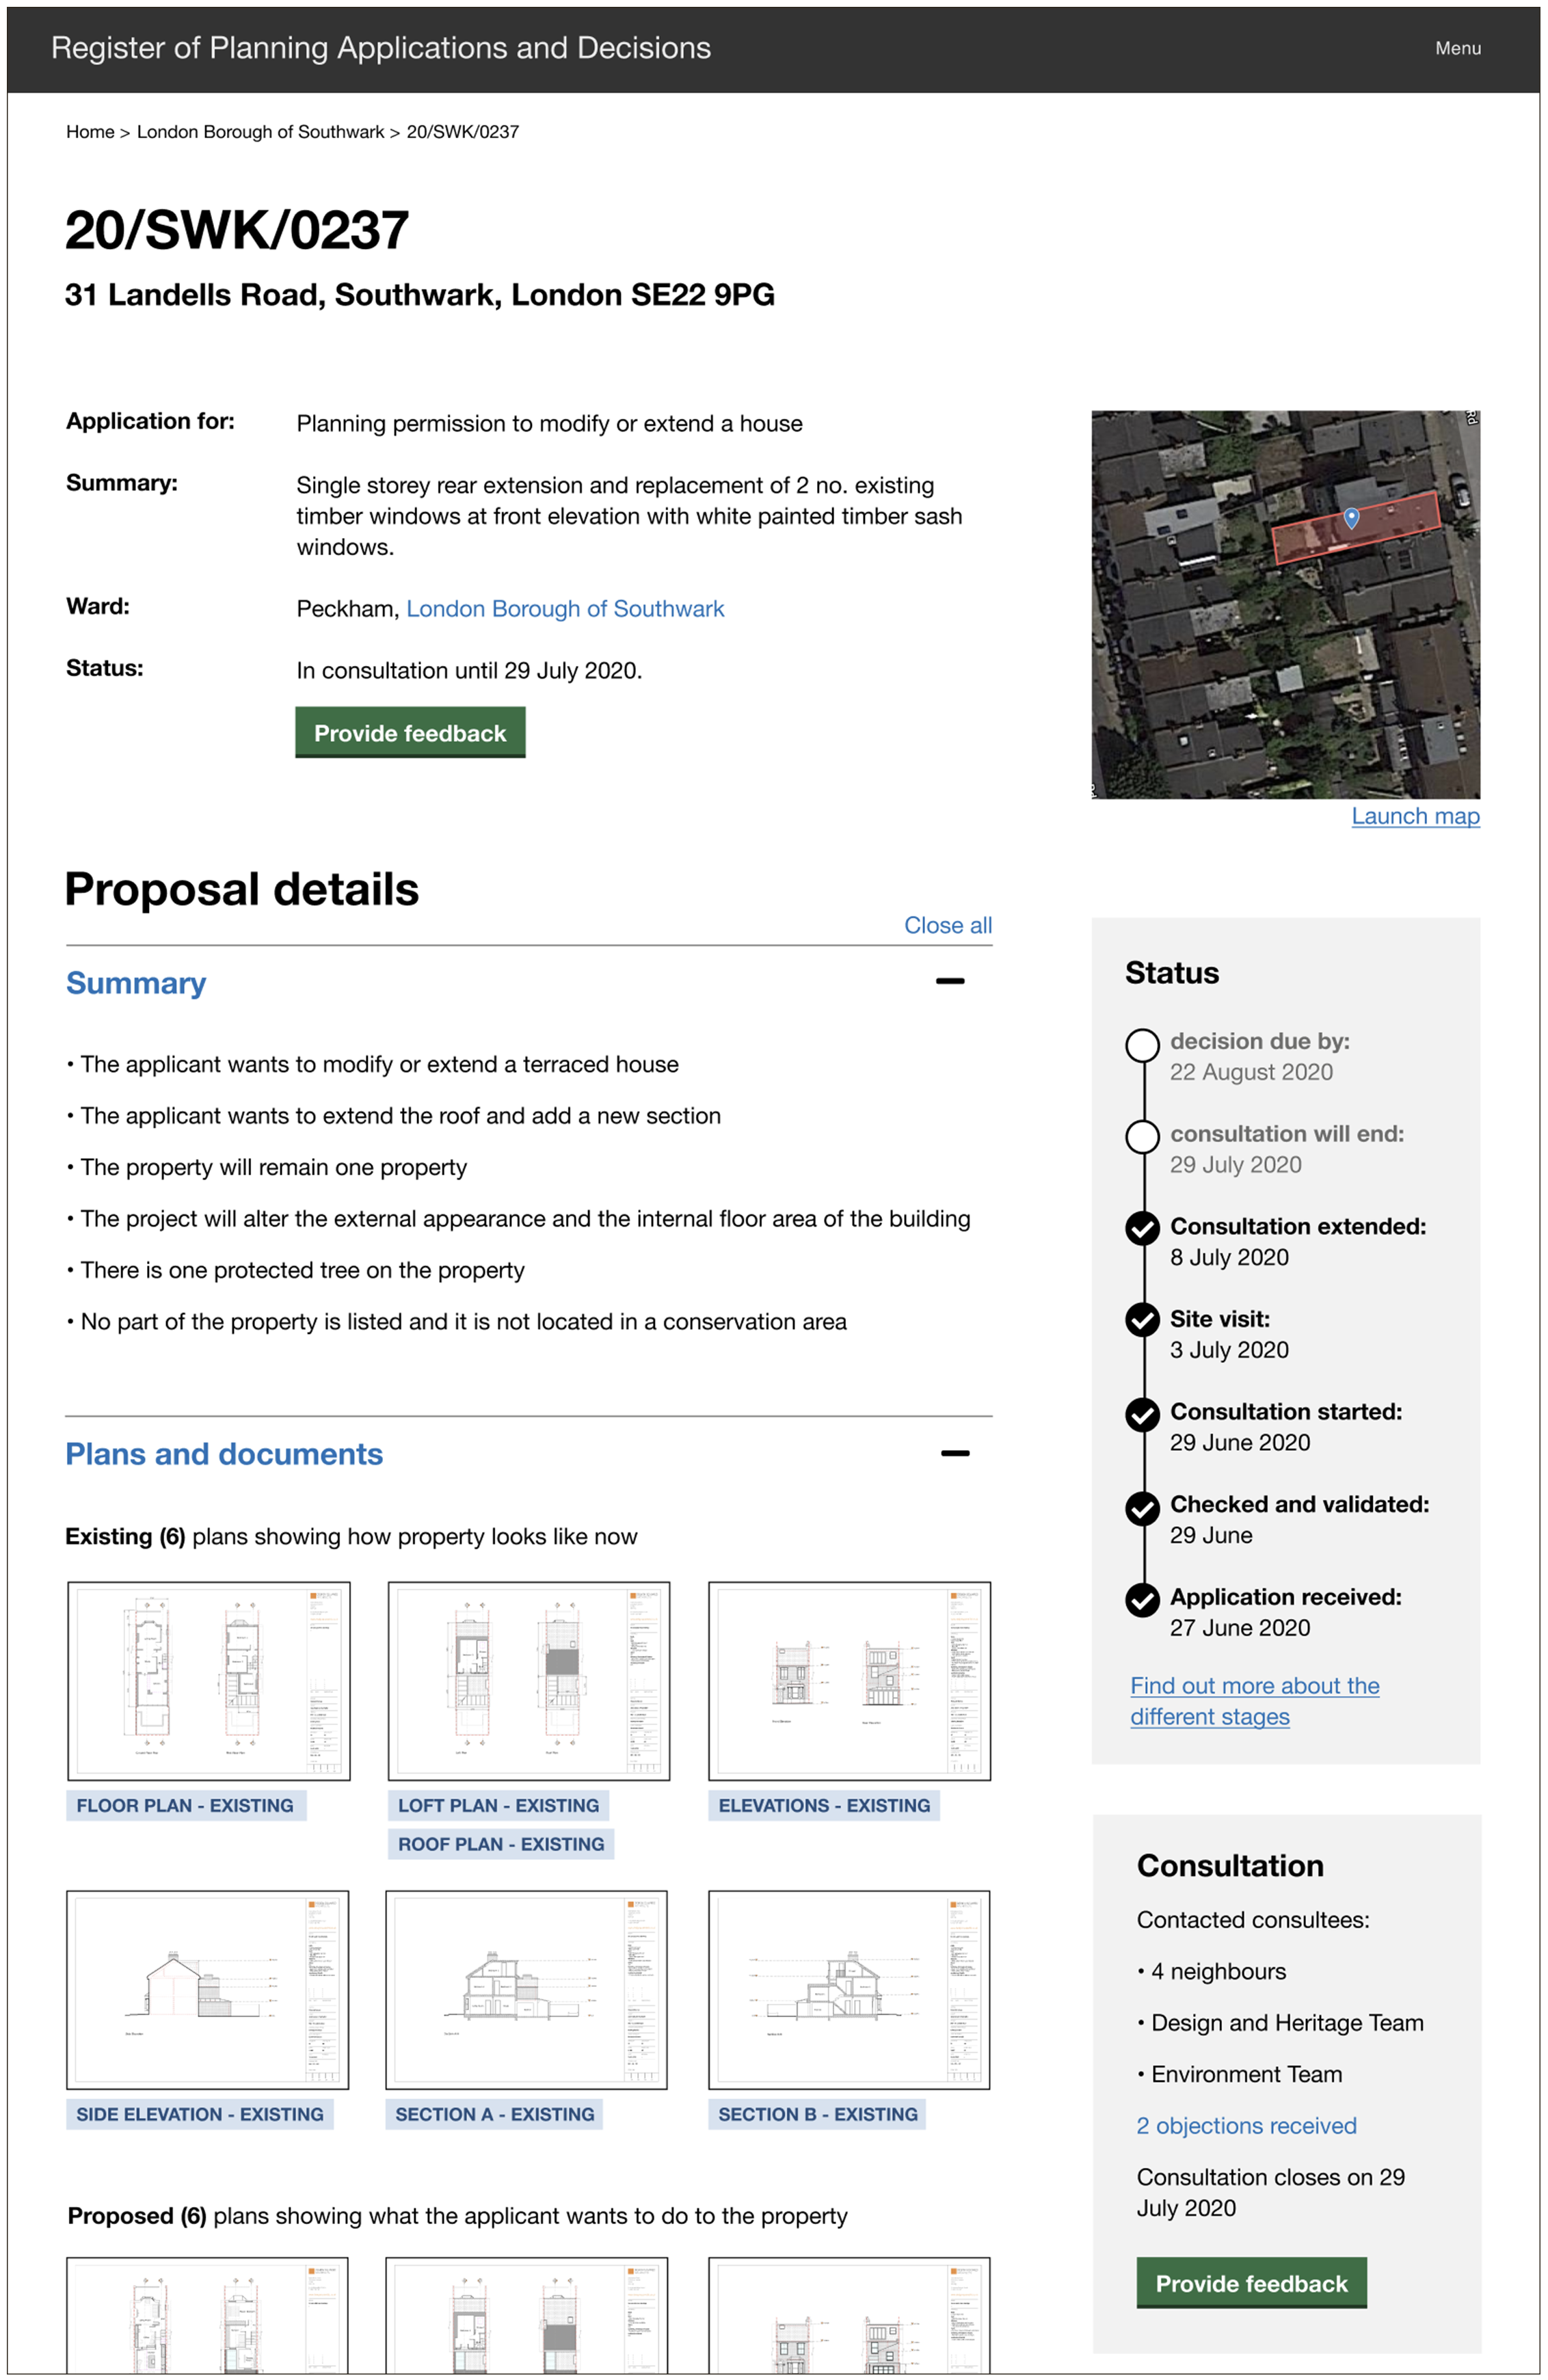 Register of Planning Applications and Decisions
Menu
Home > London Borough of Southwark > 20/SWK/0237
20/SWK/0237
31 Landells Road, Southwark, London SE22 9PG
Application for:
Planning permission to modify or extend a house
Summary:
Single storey rear extension and replacement of 2 no. existing
timber windows at front elevation with white painted timber sash
windows.
Ward:
Peckham, London Borough of Southwark
Status:
In consultation until 29 July 2020.
Provide feedback
Rd
Launch map
Proposal details
Close all
Summary
• The applicant wants to modify or extend a terraced house
• The applicant wants to extend the roof and add a new section
• The property will remain one property
• The project will alter the external appearance and the internal floor area of the building
• There is one protected tree on the property
• No part of the property is listed and it is not located in a conservation area
Plans and documents
Existing (6) plans showing how property looks like now
FLOOR PLAN - EXISTING
LOFT PLAN - EXISTING
ROOF PLAN - EXISTING
ELEVATIONS - EXISTING
SIDE ELEVATION - EXISTING
SECTION A - EXISTING
SECTION B - EXISTING
Proposed (6) plans showing what the applicant wants to do to the property
Status
decision due by:
22 August 2020
consultation will end:
29 July 2020
Consultation extended:
8 July 2020
Site visit:
3 July 2020
Consultation started:
29 June 2020
Checked and validated:
29 June
Application received:
27 June 2020
Find out more about the
different stages
Consultation
Contacted consultees:
• 4 neighbours
• Design and Heritage Team
• Environment Team
2 objections received
Consultation closes on 29
July 2020
Provide feedback